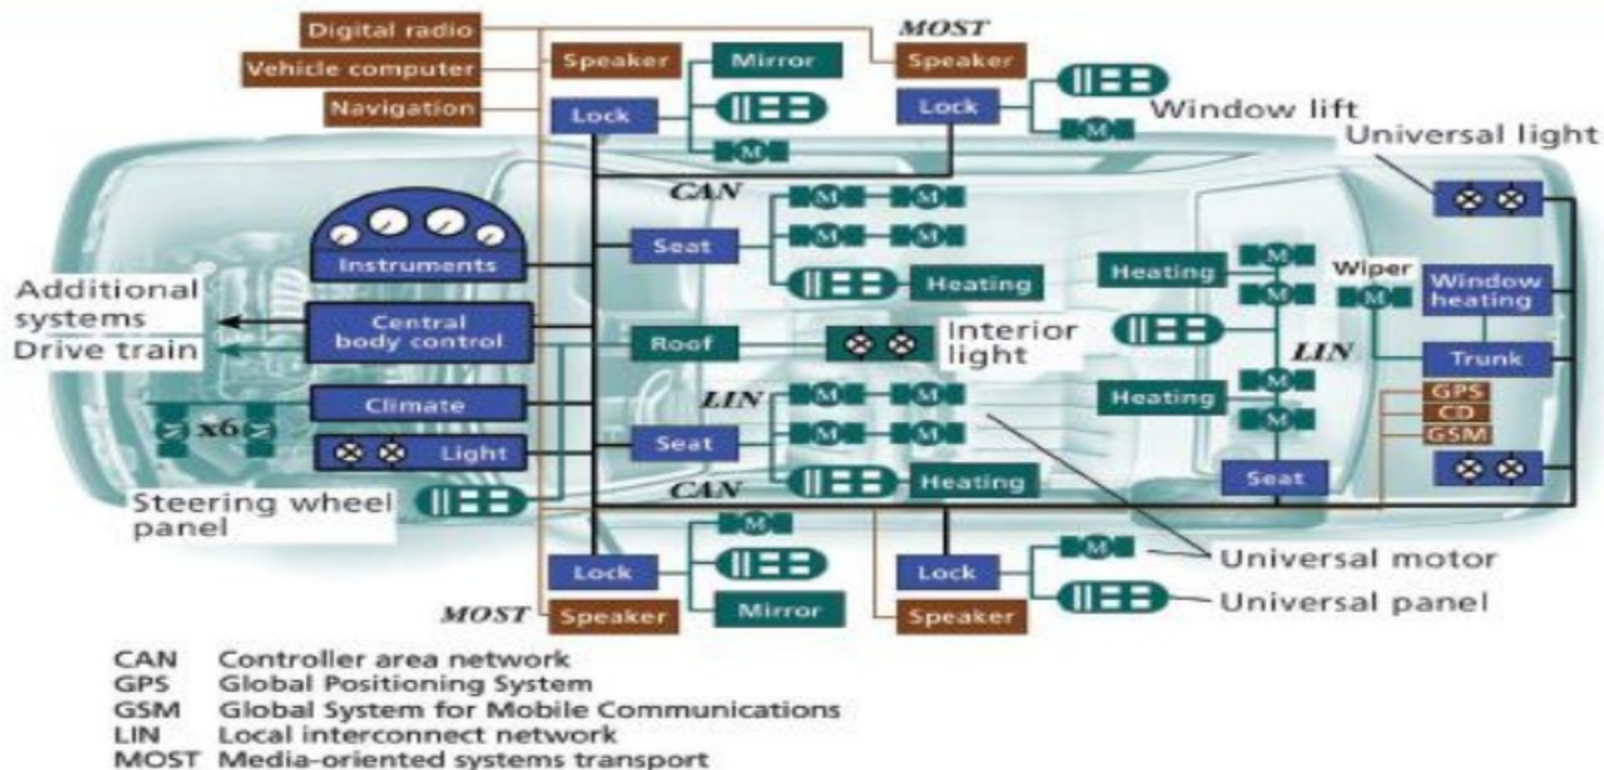 Digital radio
MOST
Vehicle computer
Speaker
Mirror
Speaker
Navigation
Lock
Lock
M
M
Window lift
Universal light
CAN
M M
Seat
M M
Instruments
Heating
Heating
M
M
Wiper
M
Window
heating
Additional
systems
Drive train
Central
body control
Roof
Interior
light
LIN
Trunk
Climate
LIN
M M
Heating
M
M
GPS
CD
GSM
M x6 M
Light
Seat
M M
CAN
Heating
Seat
Steering wheel
panel
M
Lock
Lock
M
Universal motor
MOST
Speaker
Mirror
Speaker
Universal panel
CAN Controller area network
GPS Global Positioning System
GSM Global System for Mobile Communications
LIN Local interconnect network
MOST Media-oriented systems transport